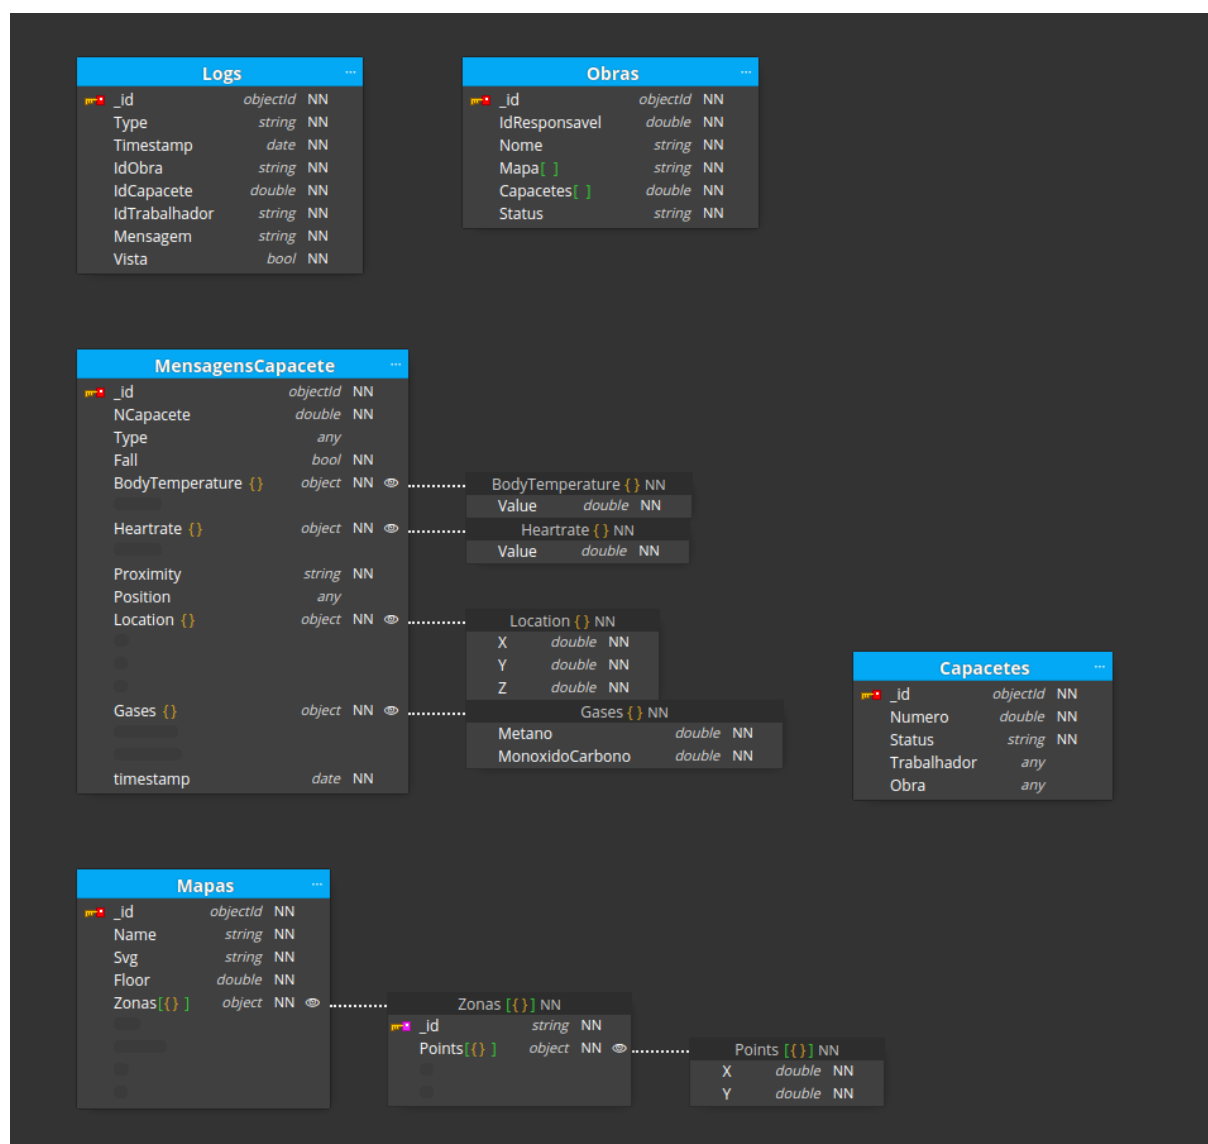 Logs ...
_id objectId NN
Type string NN
Timestamp date NN
IdObra string NN
IdCapacete double NN
IdTrabalhador string NN
Mensagem string NN
Vista bool NN
Obras ...
_id objectId NN
IdResponsavel double NN
Nome string NN
Mapa[ ] string NN
Capacetes[ ] double NN
Status string NN
MensagensCapacete ...
_id objectId NN
NCapacete double NN
Type any
Fall bool NN
BodyTemperature {} object NN
Heartrate {} object NN
Proximity string NN
Position any
Location {} object NN
Gases {} object NN
timestamp date NN
BodyTemperature {} NN
Value double NN
Heartrate {} NN
Value double NN
Location {} NN
X double NN
Y double NN
Z double NN
Gases {} NN
Metano double NN
MonoxidoCarbono double NN
Capacetes ...
_id objectId NN
Numero double NN
Status string NN
Trabalhador any
Obra any
Mapas ...
_id objectId NN
Name string NN
Svg string NN
Floor double NN
Zonas[{} ] object NN
Zonas [{}] NN
_id string NN
Points[{} ] object NN
Points [{}] NN
X double NN
Y double NN